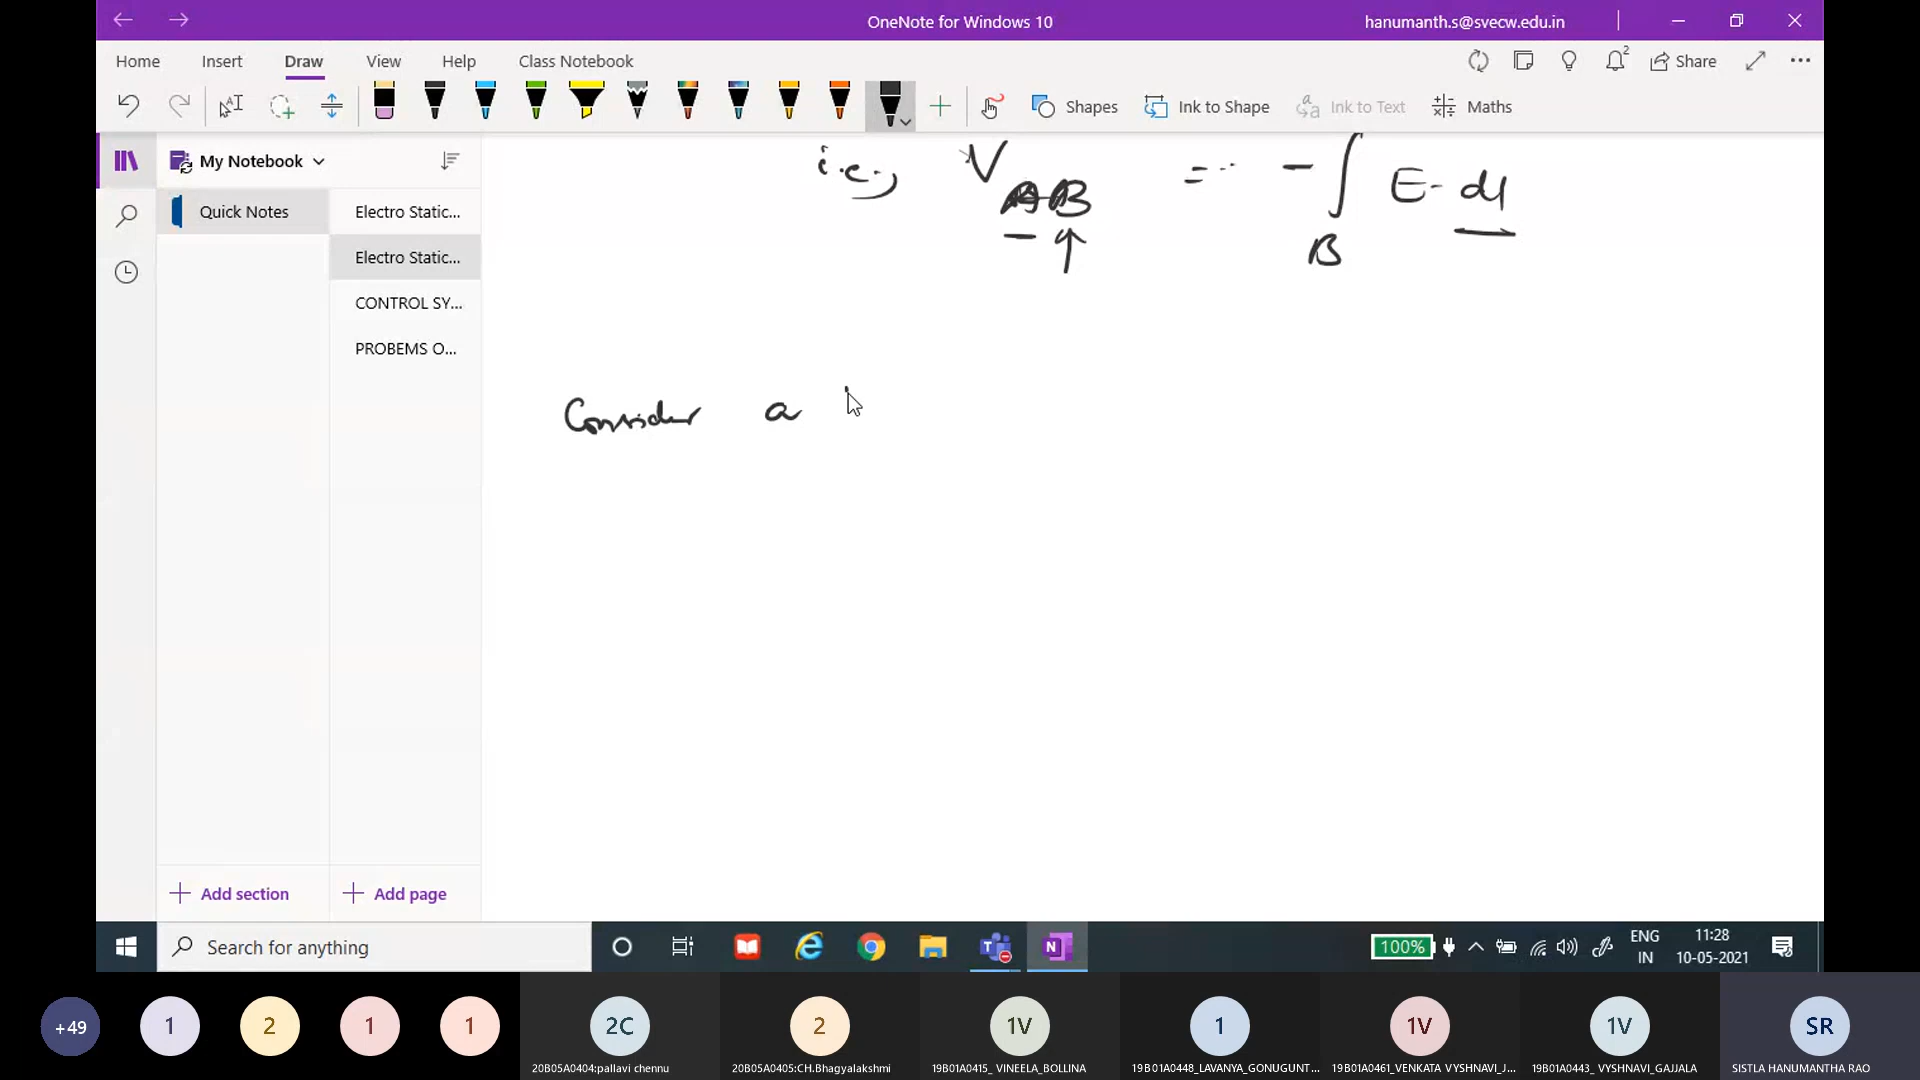 OneNote for Windows 10
hanumanth.s@svecw.edu.in
Home Insert Draw View Help Class Notebook
2 Share
Shapes Ink to Shape Ink to Text Maths
My Notebook
Quick Notes
Electro Static...
Electro Static...
CONTROL SY...
PROBEMS O...
i.e., V AB = - ∫ B E. dl
Consider a
Add section Add page
Search for anything
100%
ENG
IN
11:28
10-05-2021
+49 1 2 1 1 2C 2 1V 1 1V 1V SR
20B05A0404:pallavi chennu
20B05A0405:CH.Bhagyalakshmi
19B01A0415_ VINEELA_BOLLINA
19B01A0448_LAVANYA_GONUGUNT...
19B01A0461_VENKATA VYSHNAVI_J...
19B01A0443_ VYSHNAVI_GAJJALA
SISTLA HANUMANTHA RAO